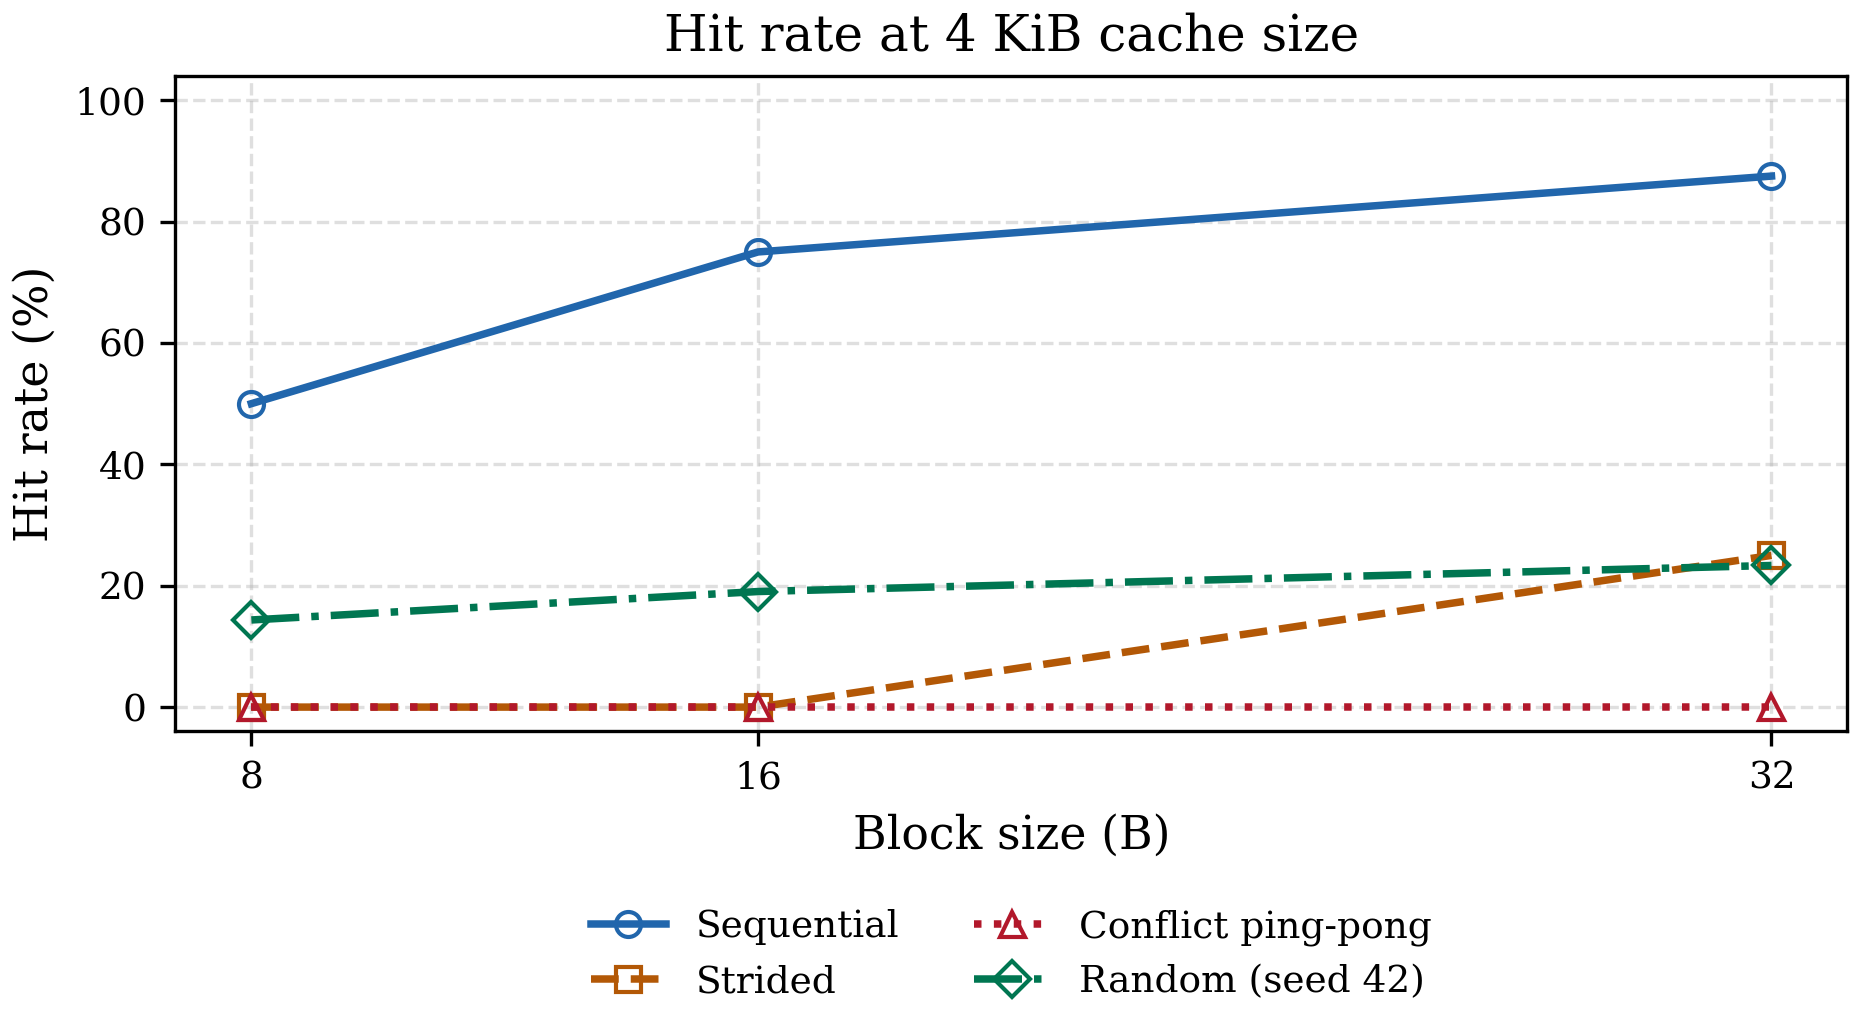 Hit rate at 4 KiB cache size
Hit rate (%)
100
80
60
40
20
0
8 16 32
Block size (B)
Sequential
Strided
Conflict ping-pong
Random (seed 42)